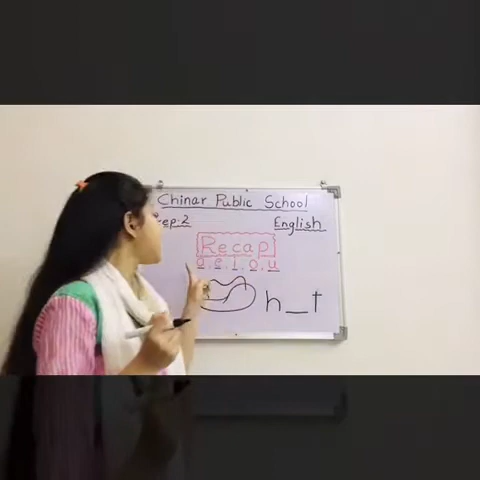 Chinar Public School
ep-2 English
Recap
a, e, i, o, u
h_t